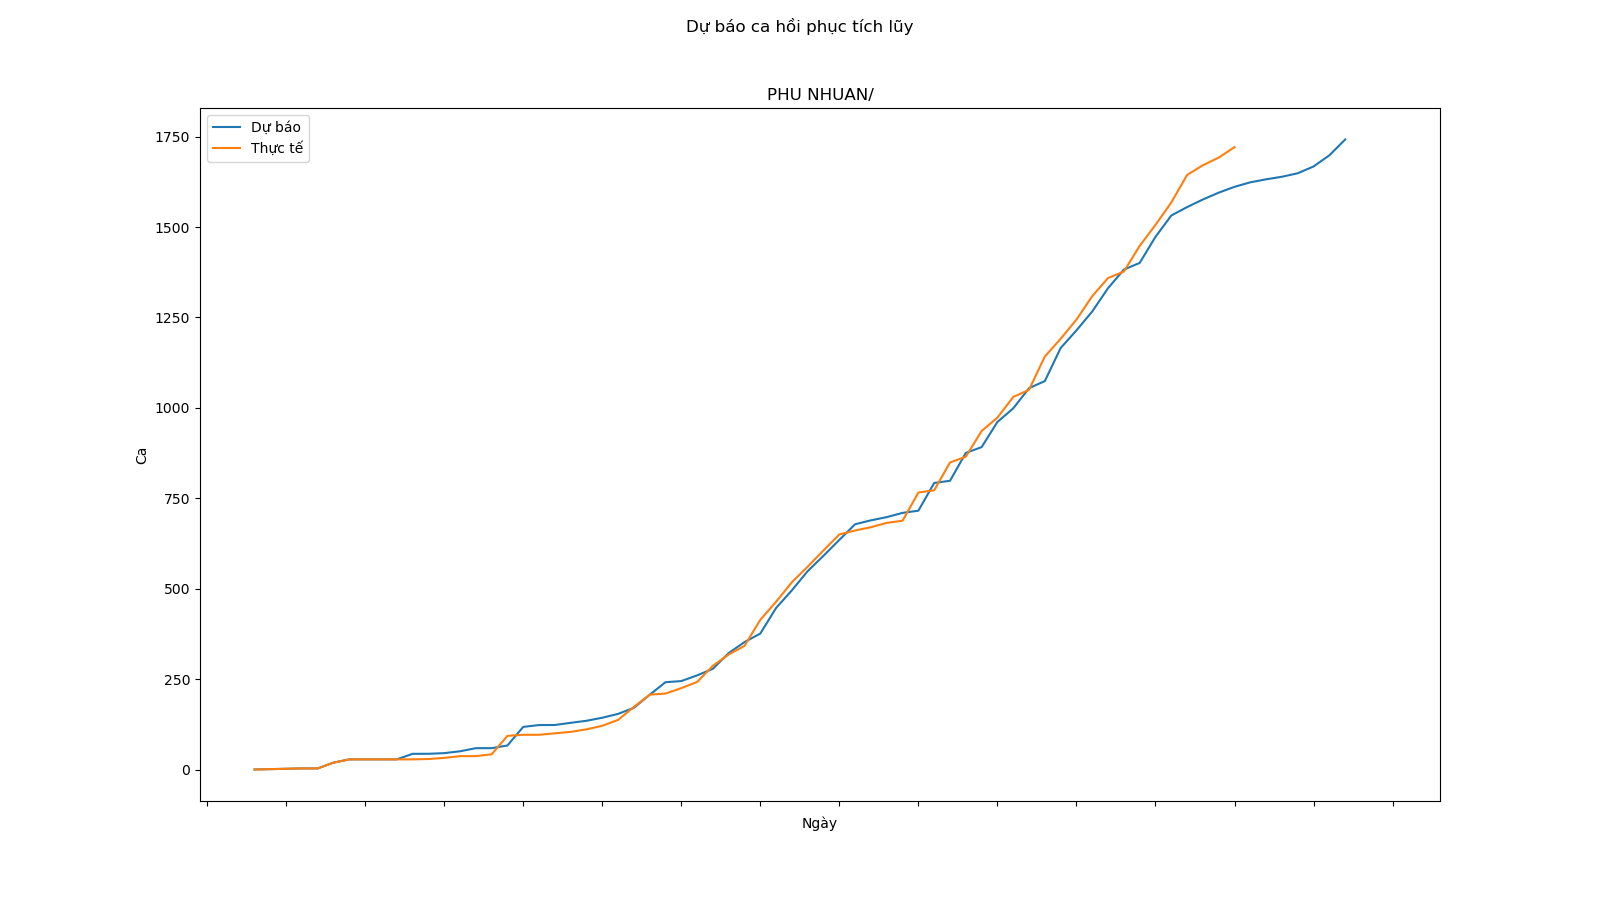 Dự báo ca hồi phục tích lũy
PHU NHUAN/
Dự báo
Thực tế
1750
1500
1250
1000
750
500
250
0
Ca
Ngày